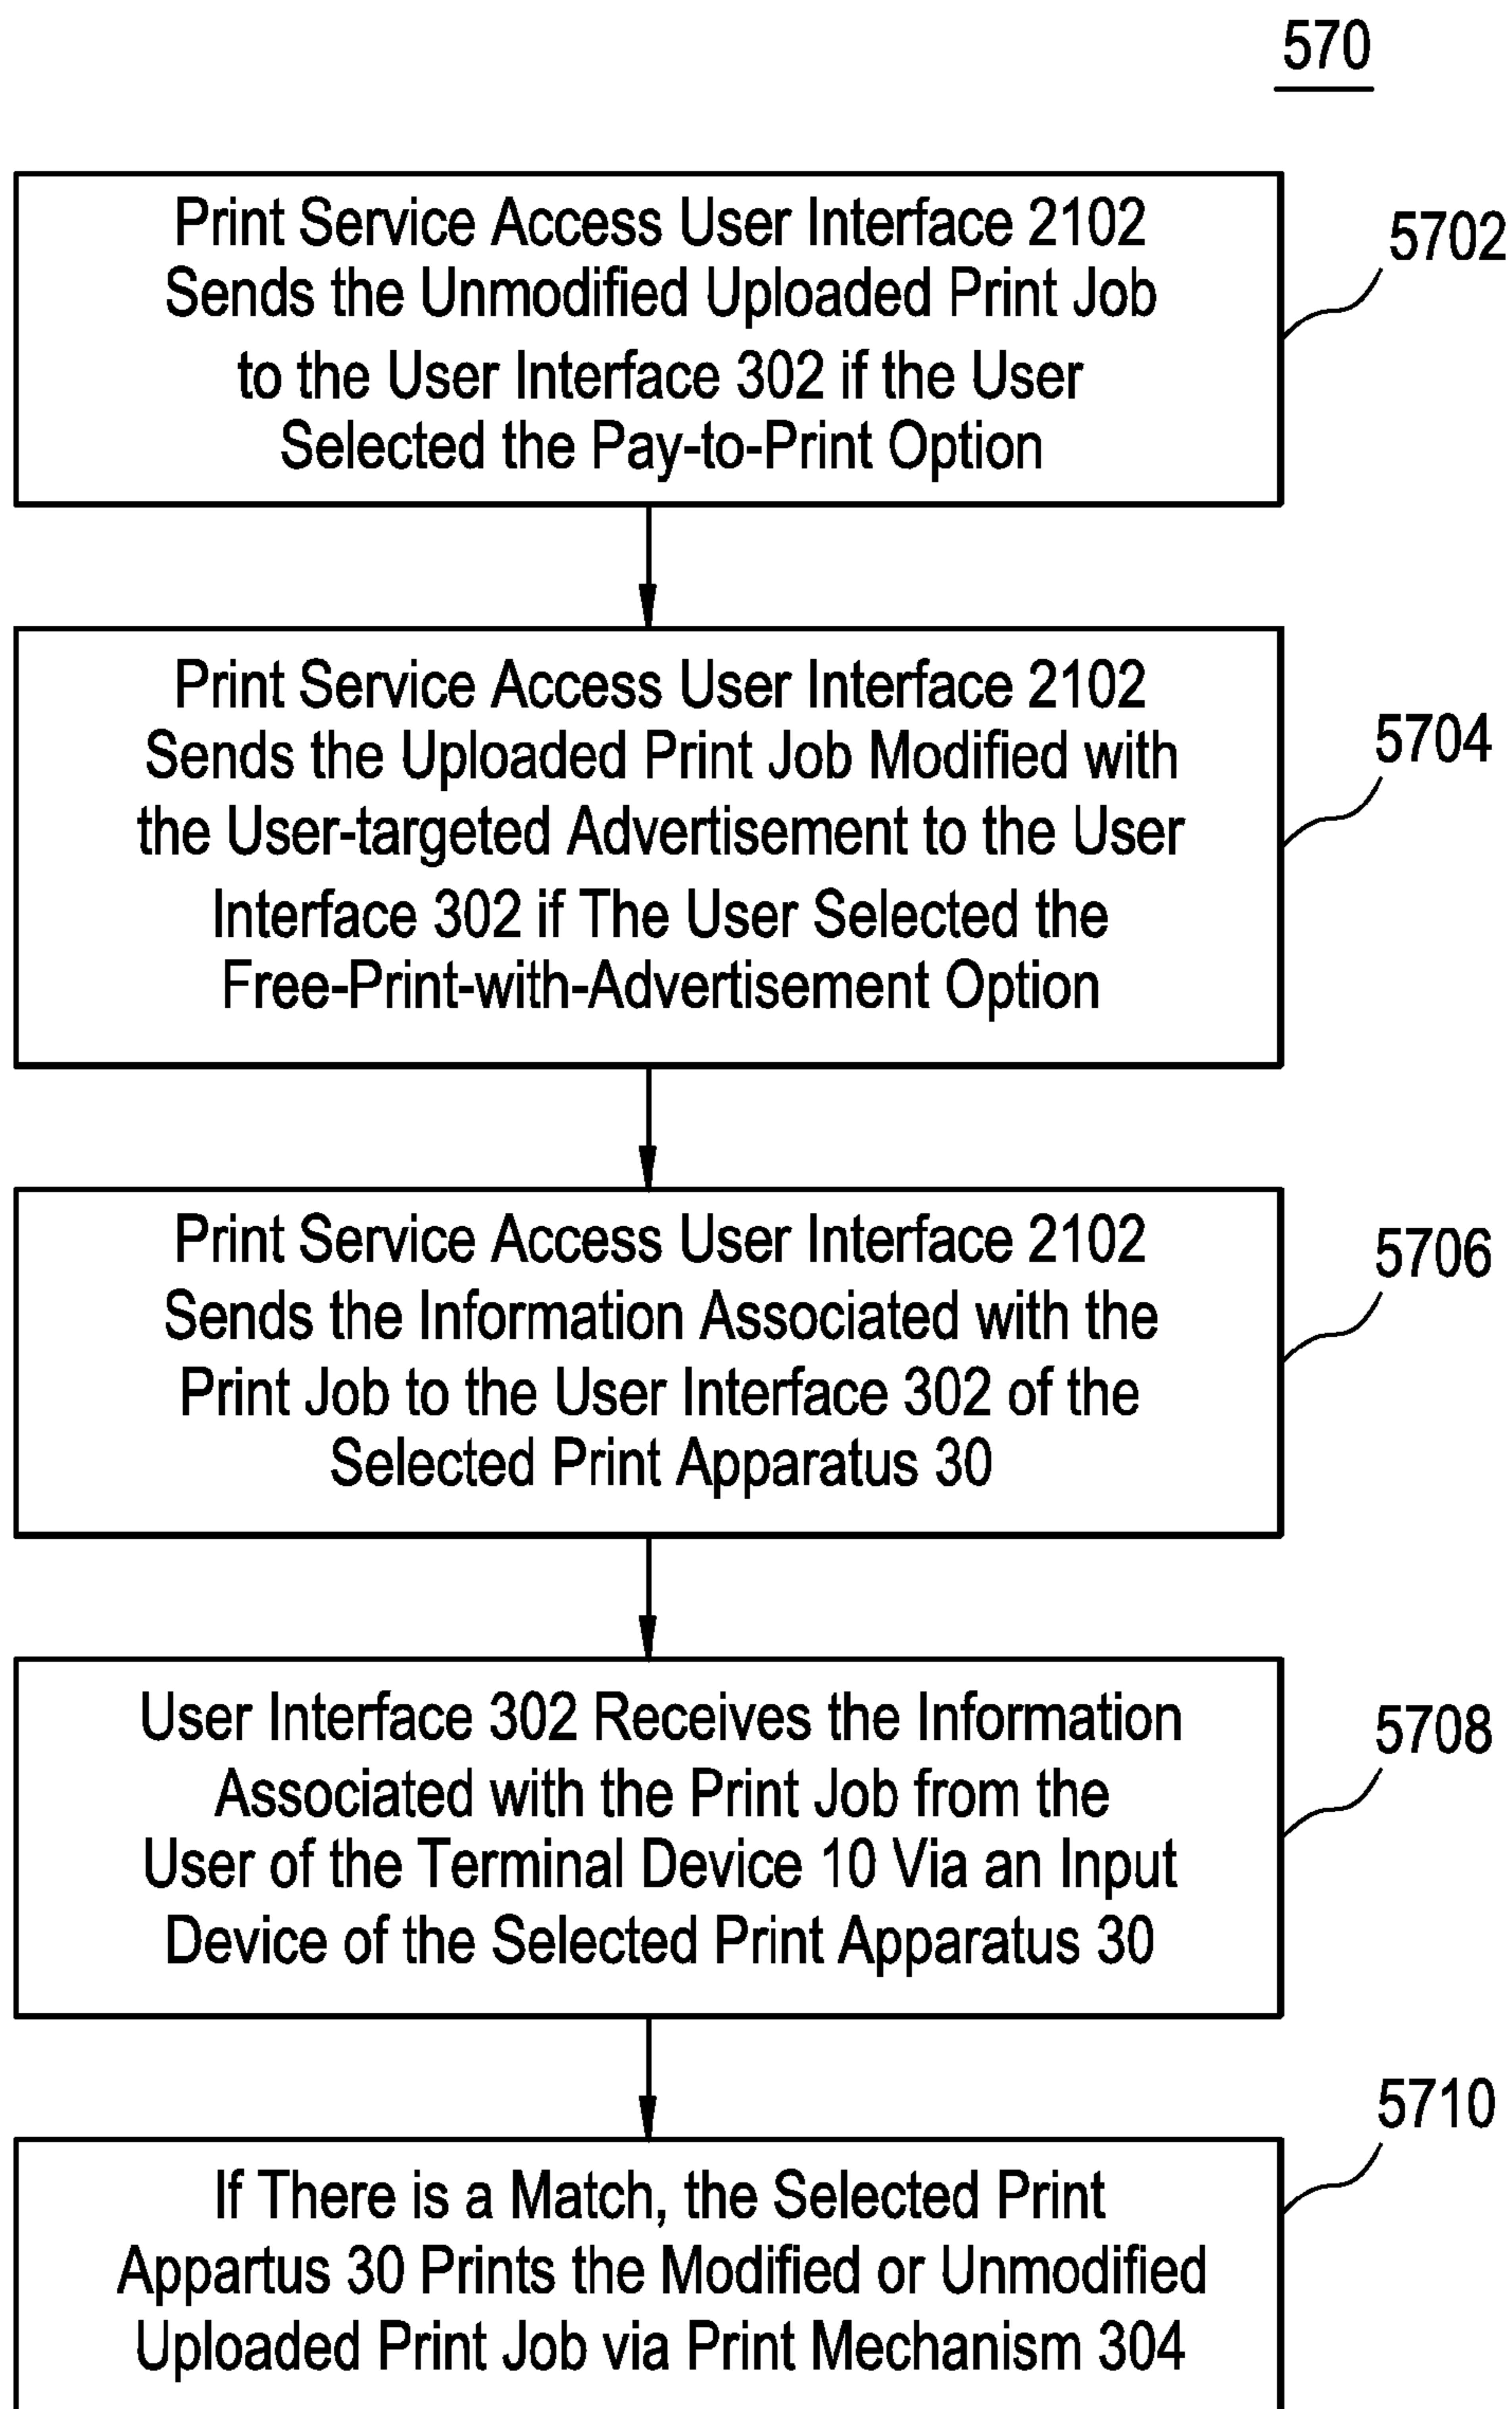 570
Print Service Access User Interface 2102
Sends the Unmodified Uploaded Print Job
to the User Interface 302 if the User
Selected the Pay-to-Print Option
5702
Print Service Access User Interface 2102
Sends the Uploaded Print Job Modified with
the User-targeted Advertisement to the User
Interface 302 if The User Selected the
Free-Print-with-Advertisement Option
5704
Print Service Access User Interface 2102
Sends the Information Associated with the
Print Job to the User Interface 302 of the
Selected Print Apparatus 30
5706
User Interface 302 Receives the Information
Associated with the Print Job from the
User of the Terminal Device 10 Via an Input
Device of the Selected Print Apparatus 30
5708
If There is a Match, the Selected Print
Appartus 30 Prints the Modified or Unmodified
Uploaded Print Job via Print Mechanism 304
5710